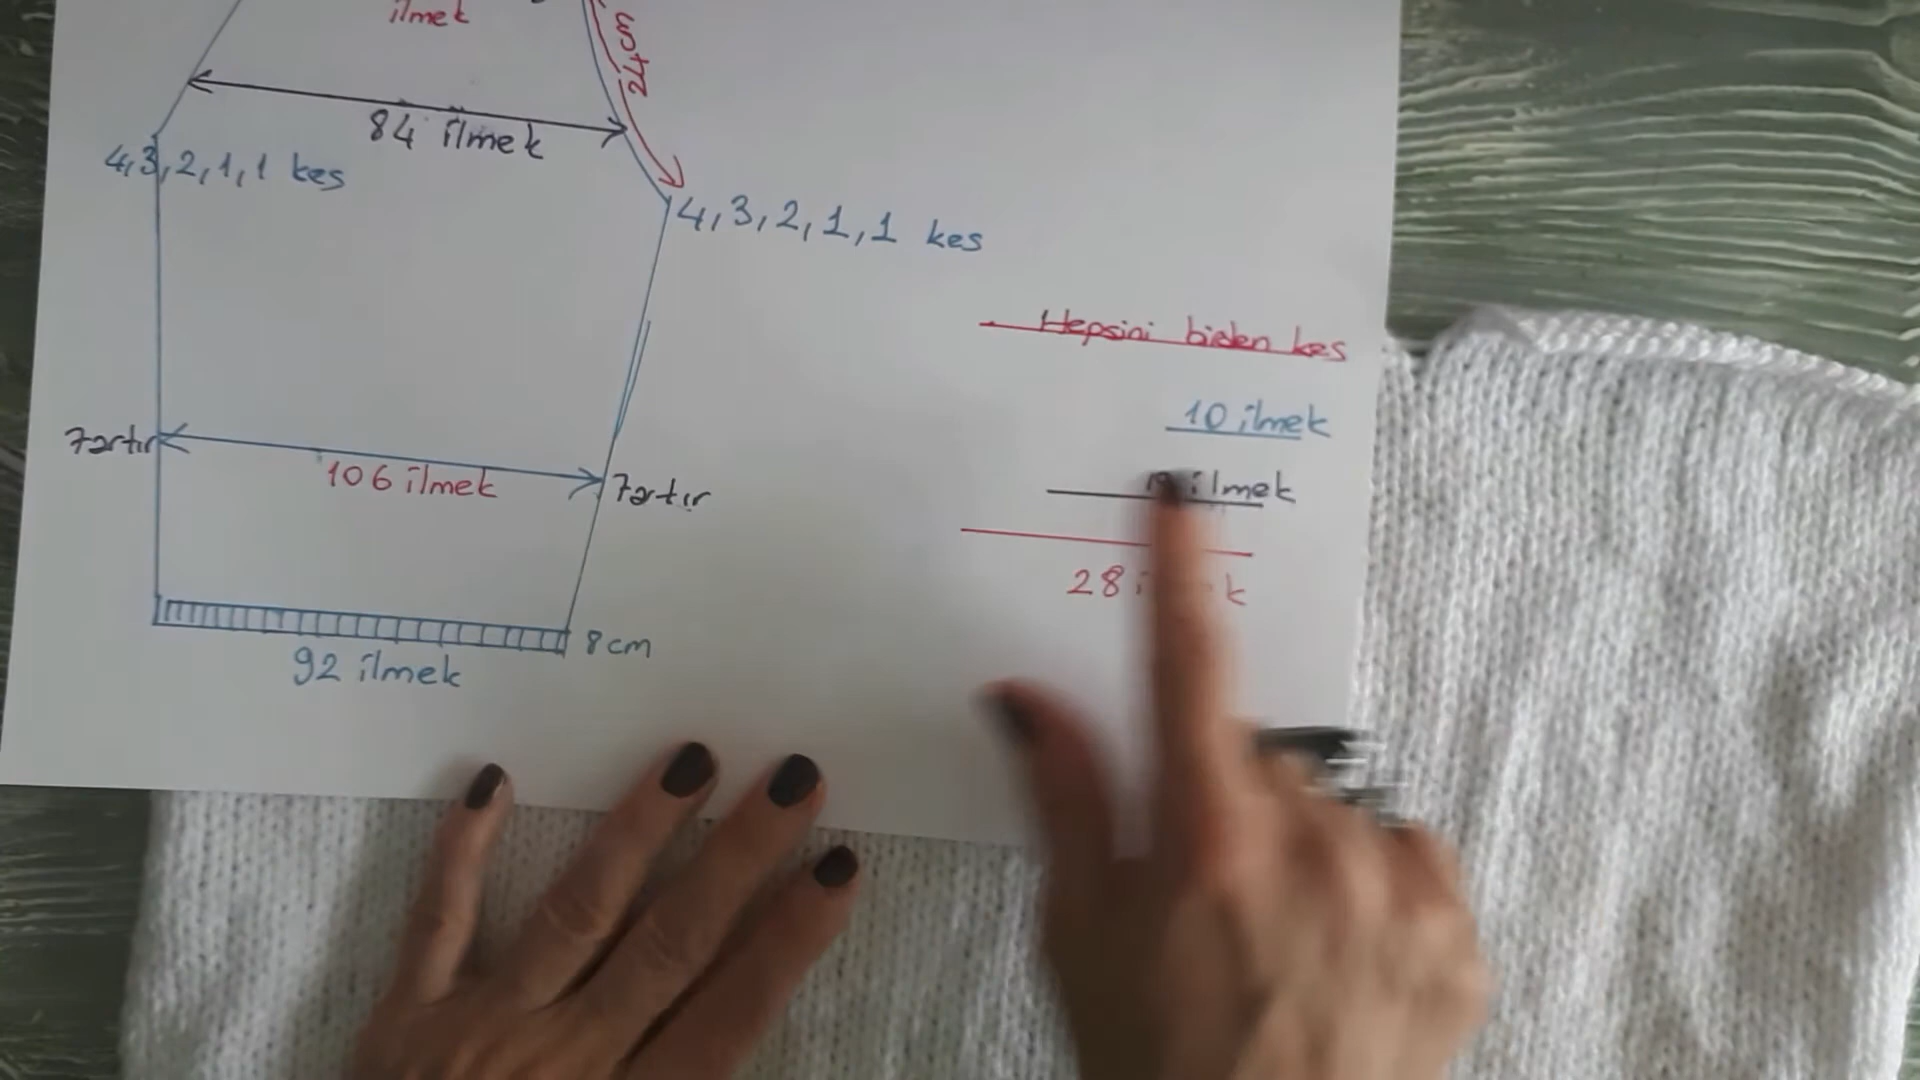 ilmek
24cm
84 ilmek
4,3,2,1,1 kes
4,3,2,1,1 kes
Hepsini birden kes
10 ilmek
ilmek
7artır
106 ilmek
7artır
28
8cm
92 ilmek